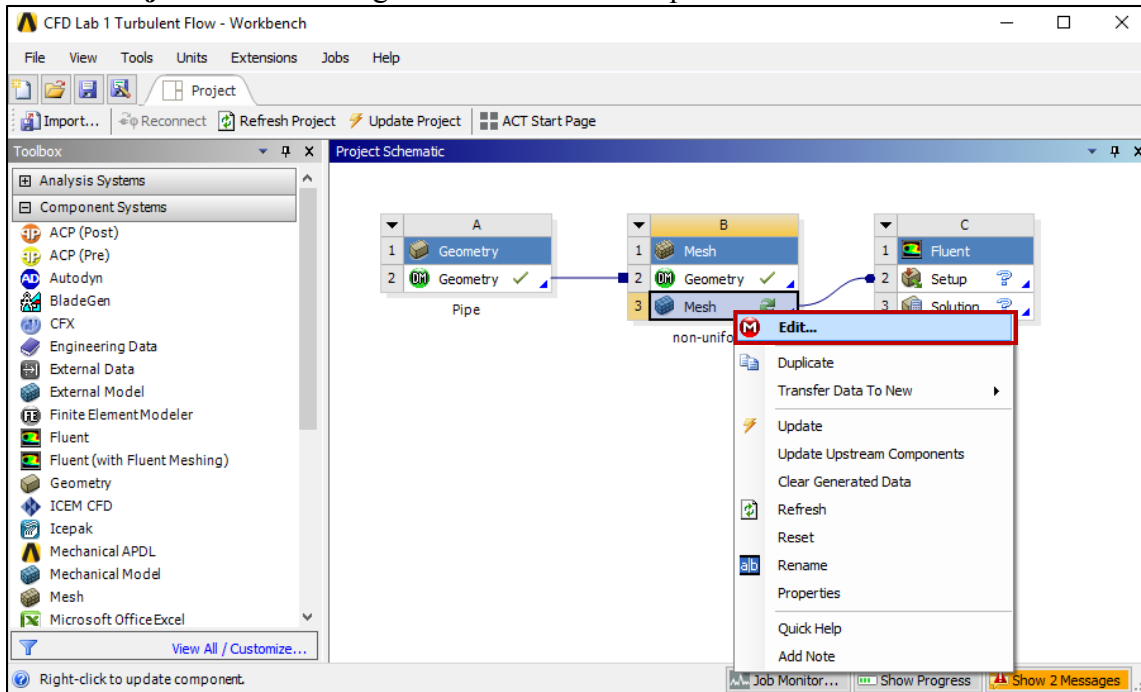 CFD Lab 1 Turbulent Flow - Workbench
File View Tools Units Extensions Jobs Help
Project
Import... Reconnect Refresh Project Update Project ACT Start Page
Toolbox
Project Schematic
Analysis Systems
Component Systems
ACP (Post)
ACP (Pre)
Autodyn
BladeGen
CFX
Engineering Data
External Data
External Model
Finite Element Modeler
Fluent
Fluent (with Fluent Meshing)
Geometry
ICEM CFD
Icepak
Mechanical APDL
Mechanical Model
Mesh
Microsoft Office Excel
View All / Customize...
A
1 Geometry
2 DM Geometry
Pipe
B
1 Mesh
2 DM Geometry
3 Mesh
non-unifo
C
1 Fluent
2 Setup
3 Solution
Edit...
Duplicate
Transfer Data To New
Update
Update Upstream Components
Clear Generated Data
Refresh
Reset
a|b Rename
Properties
Quick Help
Add Note
Right-click to update component.
Job Monitor... Show Progress Show 2 Messages